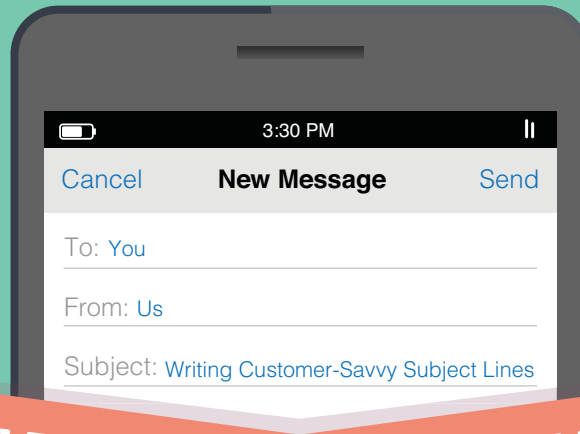 3:30 PM
Cancel New Message Send
To: You
From: Us
Subject: Writing Customer-Savvy Subject Lines